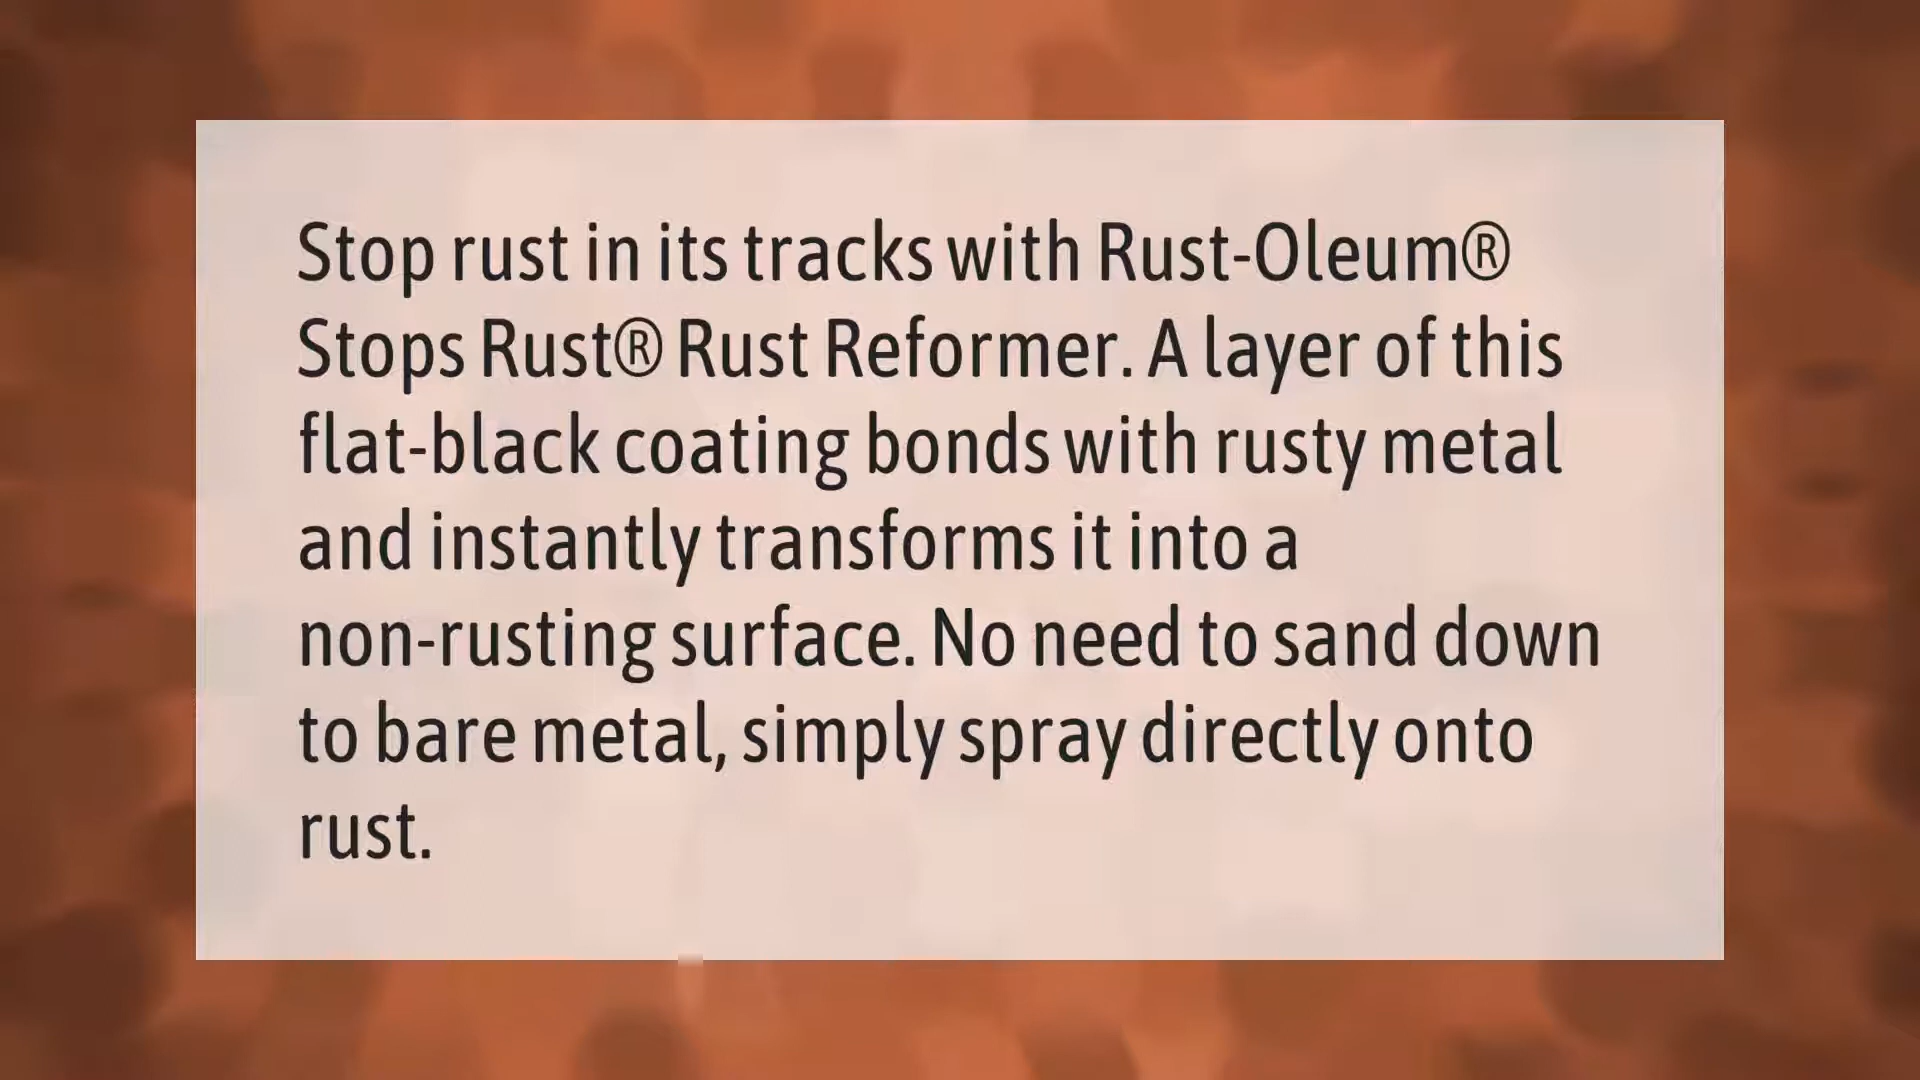 Stop rust in its tracks with Rust-Oleum®
Stops Rust® Rust Reformer. A layer of this
flat-black coating bonds with rusty metal
and instantly transforms it into a
non-rusting surface. No need to sand down
to bare metal, simply spray directly onto
rust.